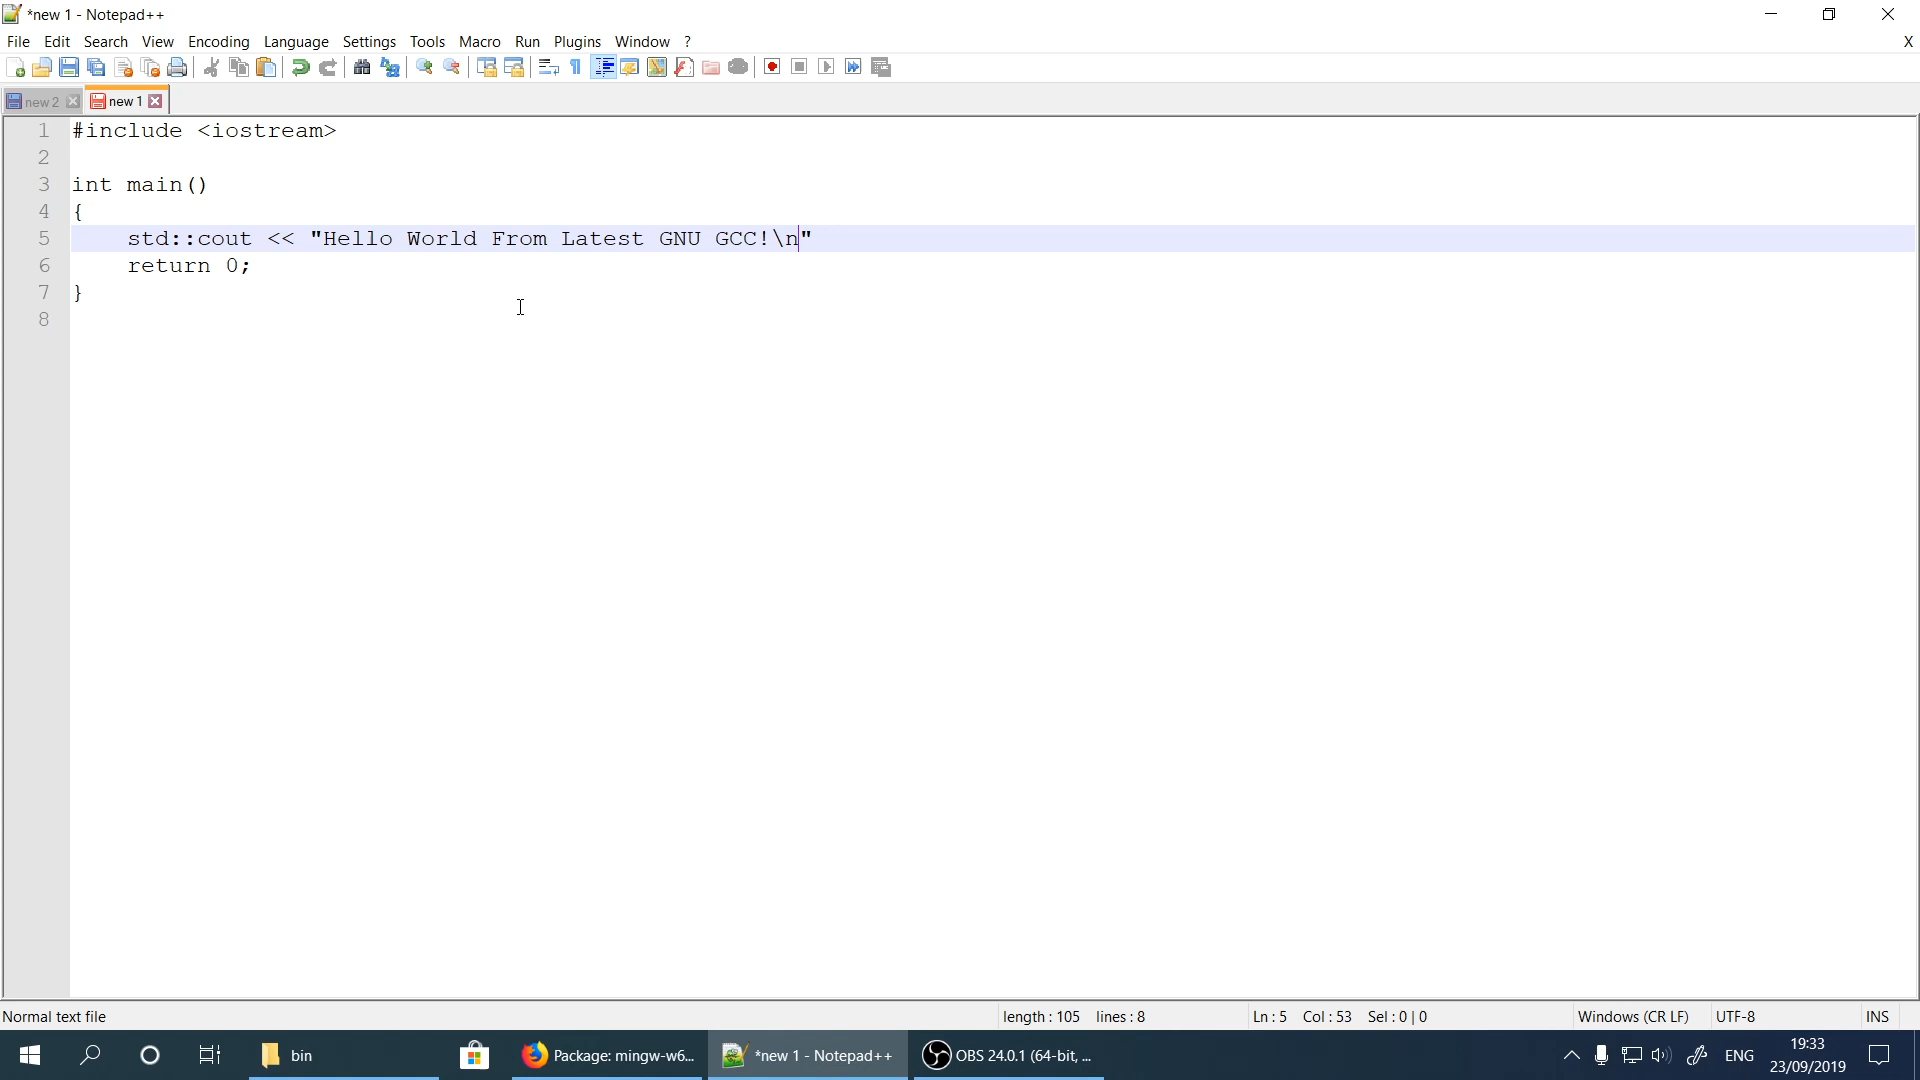 *new 1 - Notepad++
File Edit Search View Encoding Language Settings Tools Macro Run Plugins Window ? X
new 2 new 1
1 #include <iostream>
2
3 int main()
4 {
5 std::cout << "Hello World From Latest GNU GCC!\n"
6 return 0;
7 }
8
Normal text file length : 105 lines : 8 Ln : 5 Col : 53 Sel : 0 | 0 Windows (CR LF) UTF-8 INS
bin Package: mingw-w6... *new 1 - Notepad++ OBS 24.0.1 (64-bit, ... ENG 19:33
23/09/2019